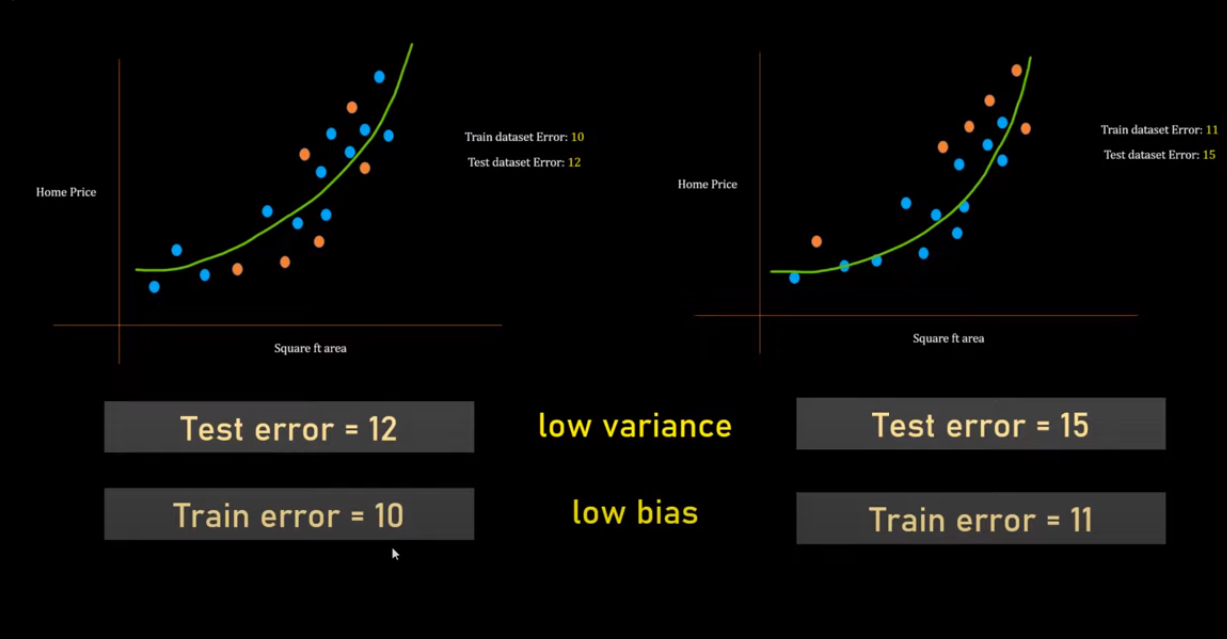 Train dataset Error: 10
Test dataset Error: 12
Home Price
Square ft area
Train dataset Error: 11
Test dataset Error: 15
Home Price
Square ft area
Test error = 12
low variance
Test error = 15
Train error = 10
low bias
Train error = 11